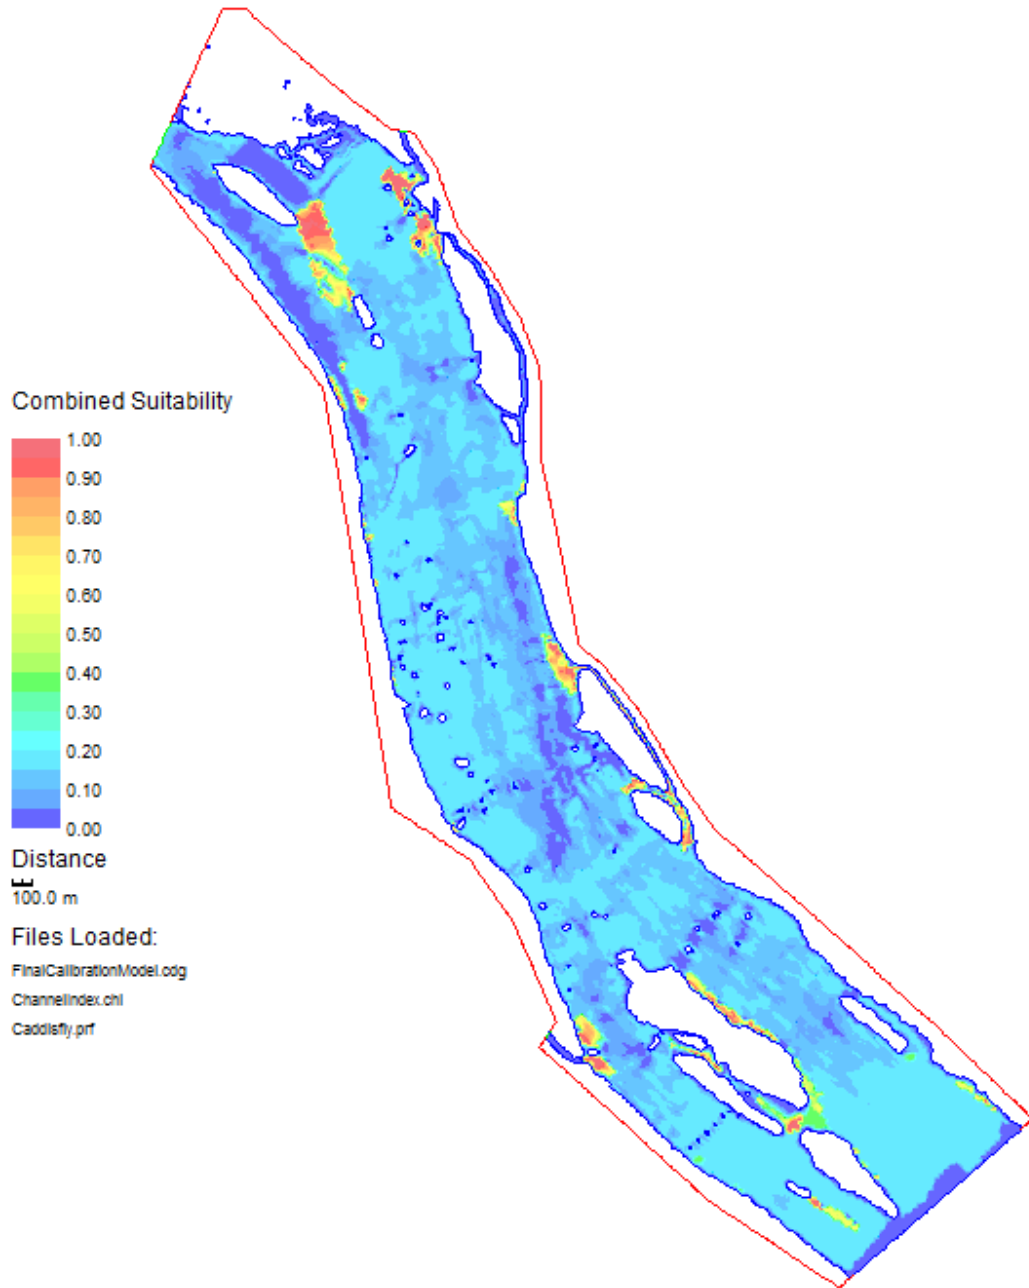 Combined Suitability
1.00
0.90
0.80
0.70
0.60
0.50
0.40
0.30
0.20
0.10
0.00
Distance
100.0 m
Files Loaded:
FinalCalibrationModel.cdg
ChannelIndex.chi
Caddisfly.prf